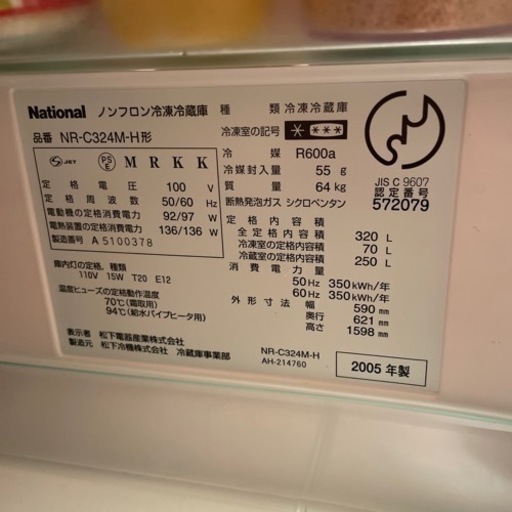 National ノンフロン冷凍冷蔵庫
品番 NR-C324M-H形
S JET PSE M R K K
定格電圧 100 V
定格周波数 50/60 Hz
電動機の定格消費電力 92/97 W
電熱装置の定格消費電力 136/136 W
製造番号 A 5100378
庫内灯の定格、種類
110V 15W T20 E12
温度ヒューズの定格動作温度
70℃(霜取用)
94℃(給水パイプヒータ用)
表示者 松下電器産業株式会社
製造元 松下冷機株式会社 冷蔵庫事業部
種類 冷凍冷蔵庫
冷凍室の記号 * ***
冷媒 R600a
冷媒封入量 55 g
質量 64 kg
断熱発泡ガス シクロペンタン
定格内容積
全定格内容積 320 L
冷凍室の定格内容積 70 L
冷蔵室の定格内容積 250 L
消費電力量
50Hz 350kWh/年
60Hz 350kWh/年
外形寸法 幅 590 mm
奥行 621 mm
高さ 1598 mm
JIS C 9607
認定番号
572079
NR-C324M-H
AH-214760
2005 年製